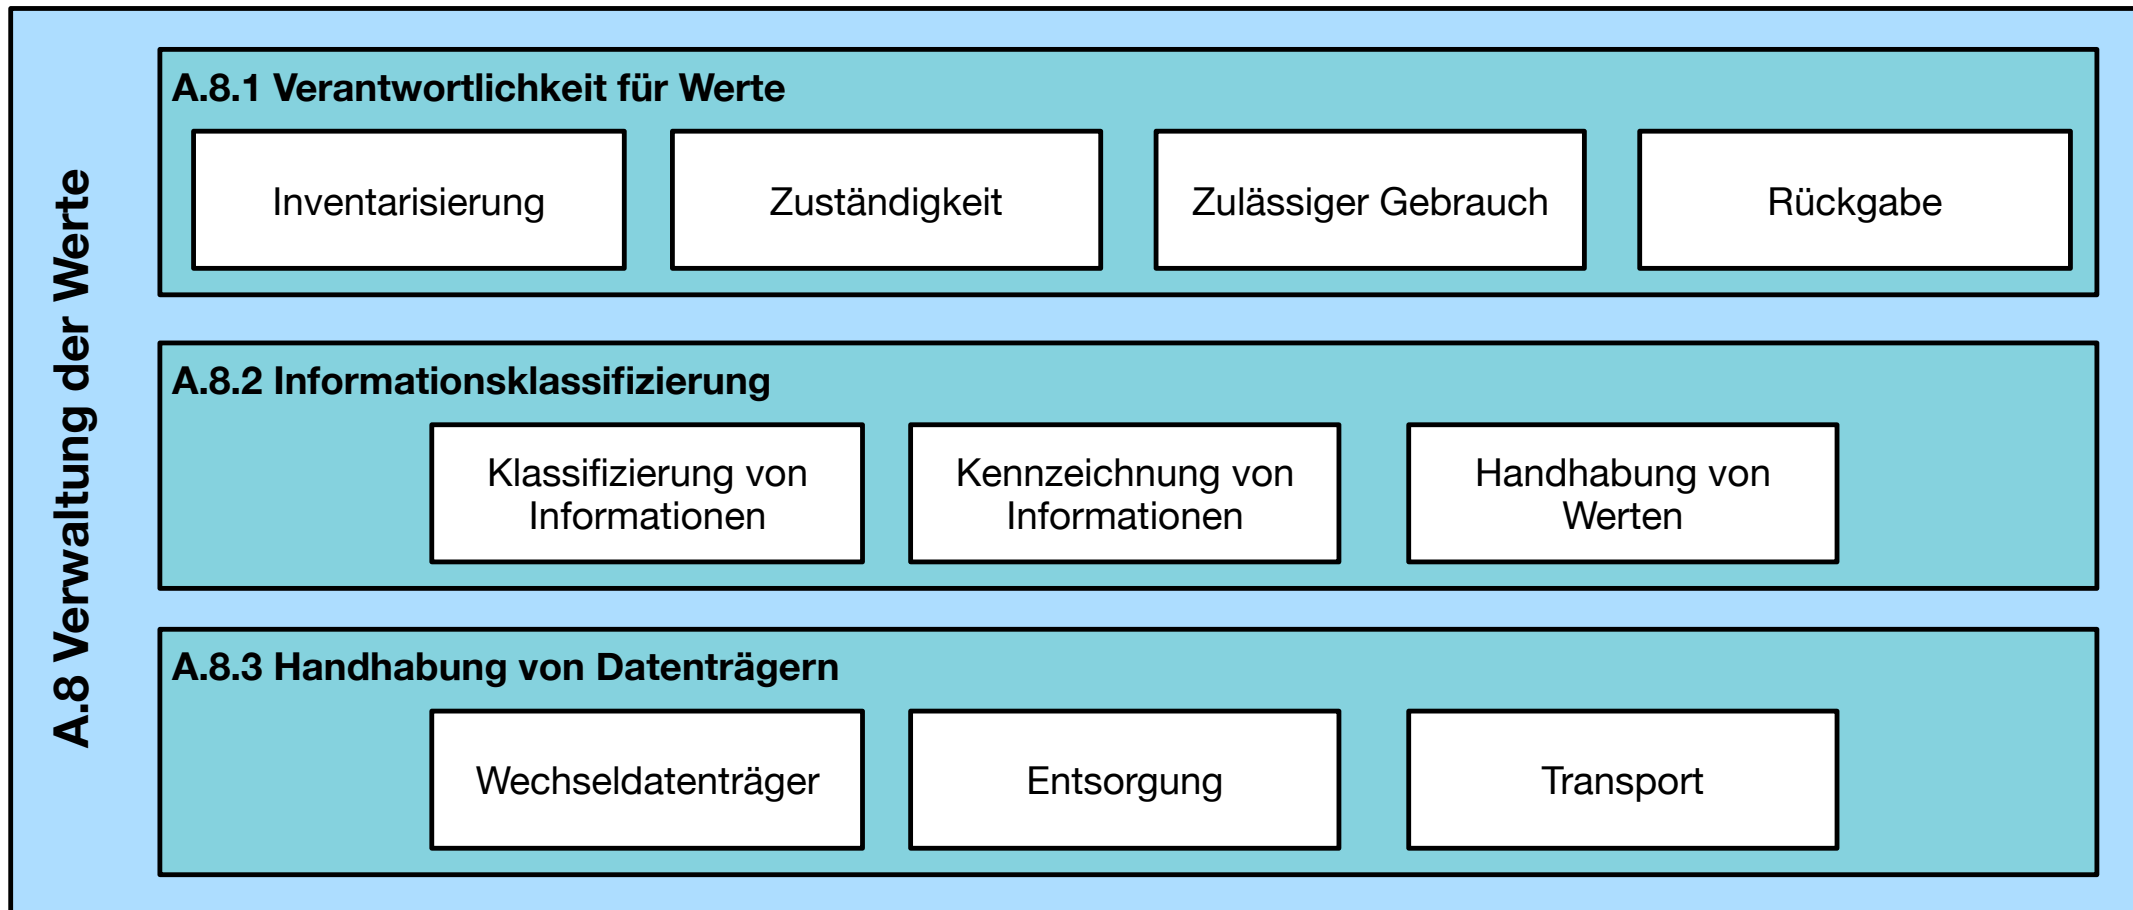 A.8 Verwaltung der Werte
A.8.1 Verantwortlichkeit für Werte
Inventarisierung
Zuständigkeit
Zulässiger Gebrauch
Rückgabe
A.8.2 Informationsklassifizierung
Klassifizierung von
Informationen
Kennzeichnung von
Informationen
Handhabung von
Werten
A.8.3 Handhabung von Datenträgern
Wechseldatenträger
Entsorgung
Transport